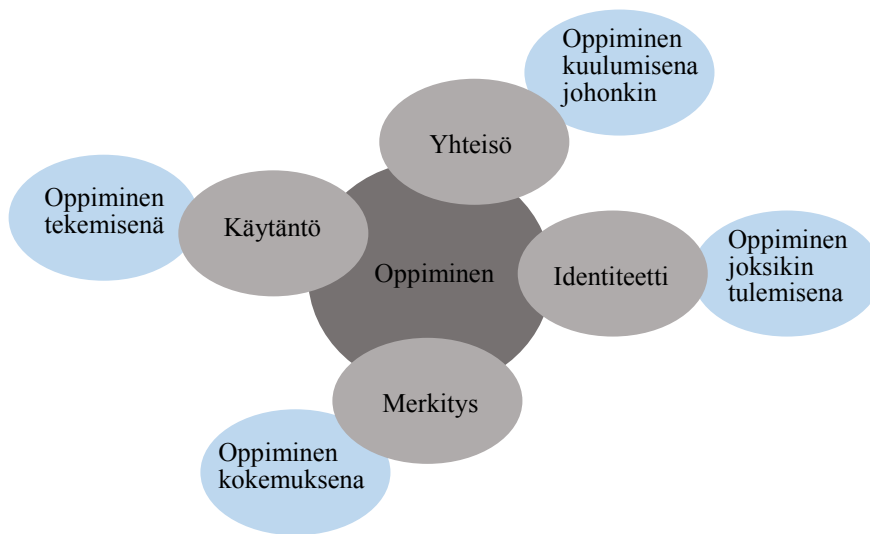 Oppiminen
kuulumisena
johonkin
Yhteisö
Oppiminen
tekemisenä
Käytäntö
Oppiminen
Identiteetti
Oppiminen
joksikin
tulemisena
Merkitys
Oppiminen
kokemuksena